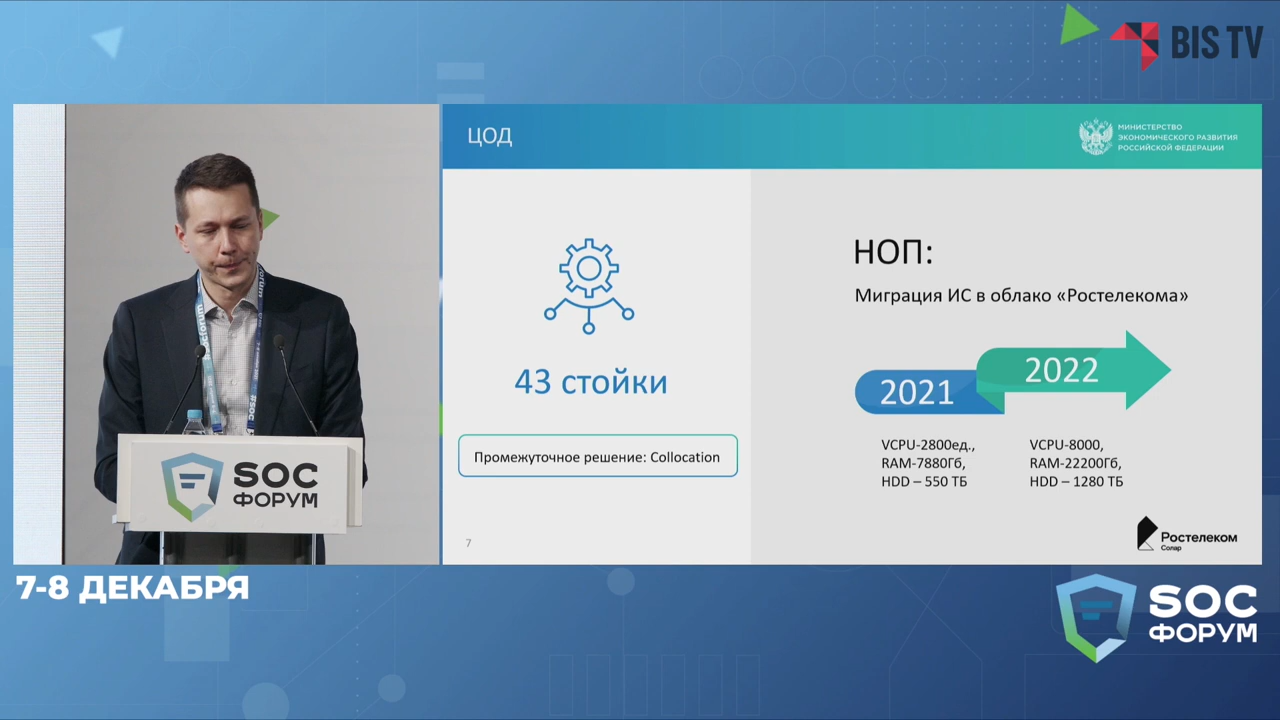 BIS TV
ЦОД
МИНИСТЕРСТВО
ЭКОНОМИЧЕСКОГО РАЗВИТИЯ
РОССИЙСКОЙ ФЕДЕРАЦИИ
43 стойки
Промежуточное решение: Collocation
7
НОП:
Миграция ИС в облако «Ростелекома»
2021
2022
VCPU-2800ед.,
RAM-7880Гб,
HDD – 550 ТБ
VCPU-8000,
RAM-22200Гб,
HDD – 1280 ТБ
Ростелеком
Солар
SOC
ФОРУМ
7-8 ДЕКАБРЯ
SOC
ФОРУМ